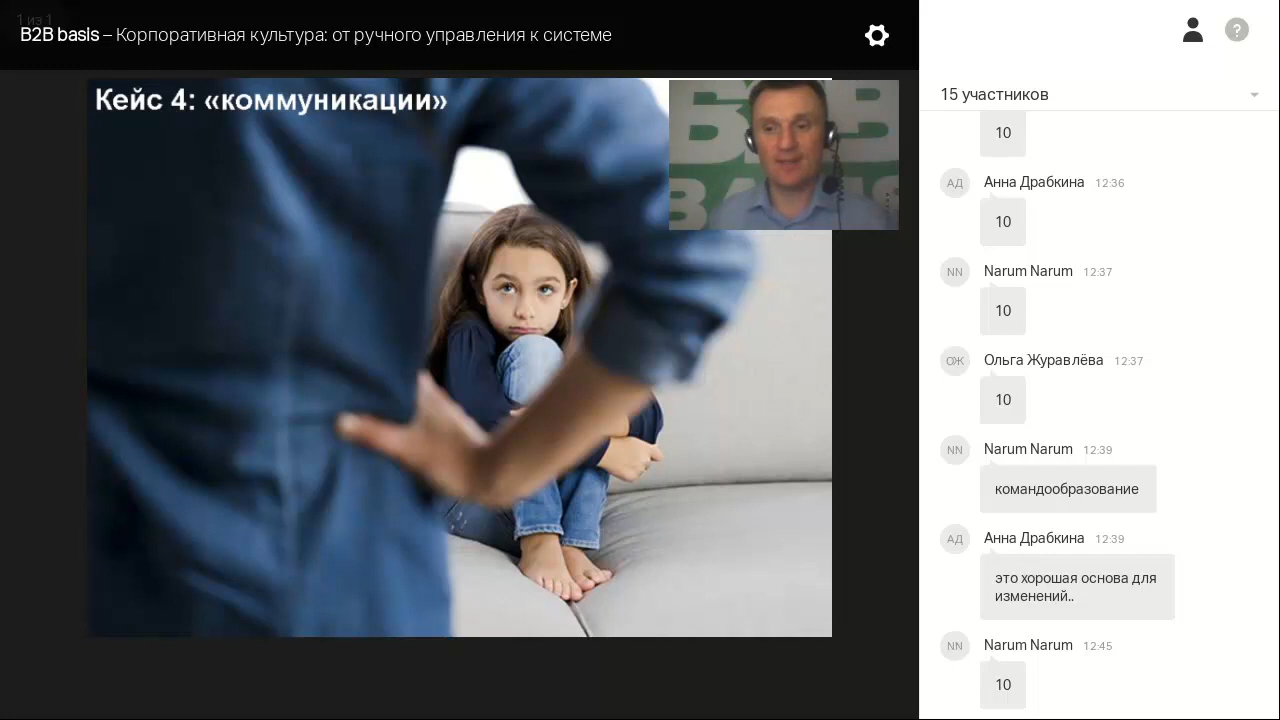 1 из 1
B2B basis – Корпоративная культура: от ручного управления к системе
Кейс 4: «коммуникации»
15 участников
10
АД Анна Драбкина 12:36
10
NN Narum Narum 12:37
10
ОЖ Ольга Журавлёва 12:37
10
NN Narum Narum 12:39
командообразование
АД Анна Драбкина 12:39
это хорошая основа для
изменений..
NN Narum Narum 12:45
10